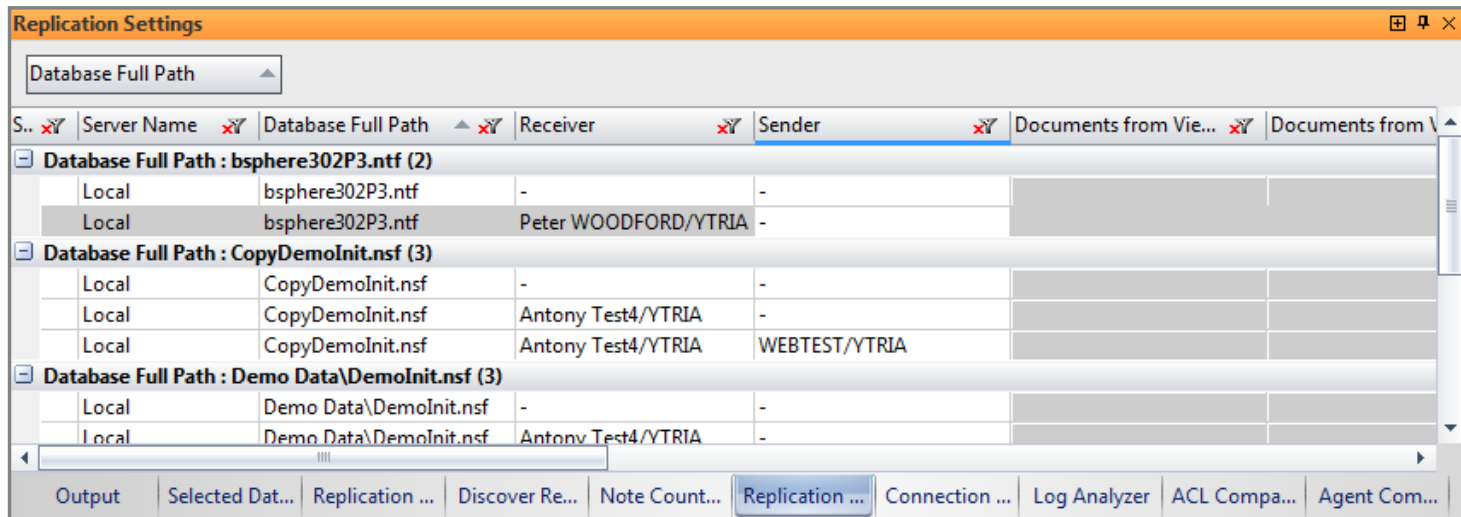 Replication Settings
Database Full Path
S.. Server Name Database Full Path Receiver Sender Documents from Vie... Documents from V
Database Full Path : bsphere302P3.ntf (2)
Local bsphere302P3.ntf - -
Local bsphere302P3.ntf Peter WOODFORD/YTRIA -
Database Full Path : CopyDemoInit.nsf (3)
Local CopyDemoInit.nsf - -
Local CopyDemoInit.nsf Antony Test4/YTRIA -
Local CopyDemoInit.nsf Antony Test4/YTRIA WEBTEST/YTRIA
Database Full Path : Demo Data\DemoInit.nsf (3)
Local Demo Data\DemoInit.nsf - -
Local Demo Data\DemoInit.nsf Antony Test4/YTRIA -
Output Selected Dat... Replication ... Discover Re... Note Count... Replication ... Connection ... Log Analyzer ACL Compa... Agent Com...